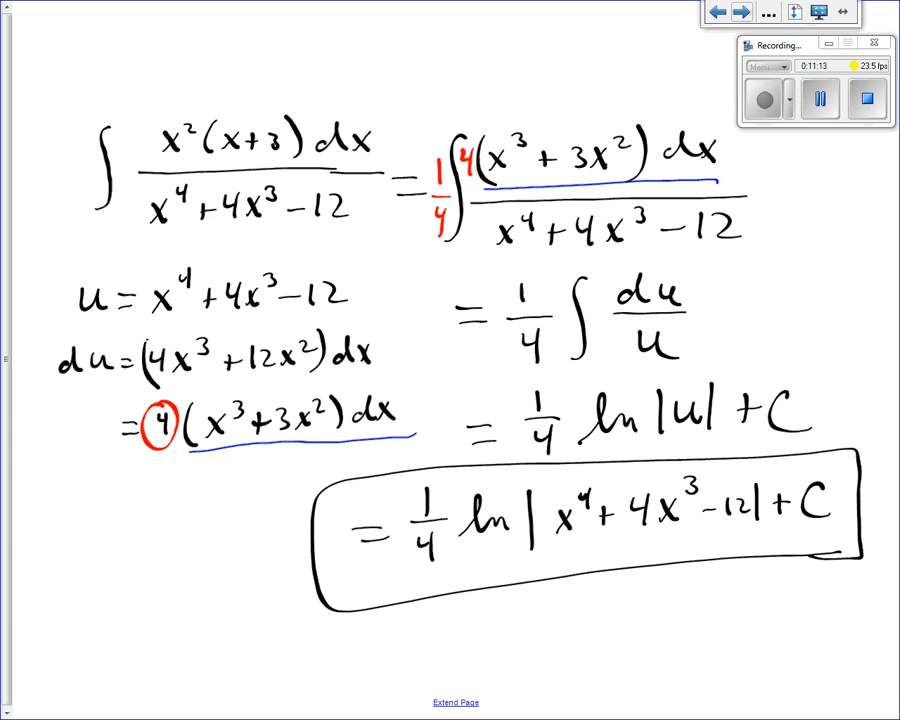 Recording...
Menu
0:11:13
23.5 fps
∫ x²(x+3) dx / x⁴+4x³-12 = 1/4 ∫ 4(x³+3x²) dx / x⁴+4x³-12
u = x⁴+4x³-12
du = (4x³+12x²)dx
= 4(x³+3x²)dx
= 1/4 ∫ du/u
= 1/4 ln|u|+C
= 1/4 ln|x⁴+4x³-12|+C
Extend Page